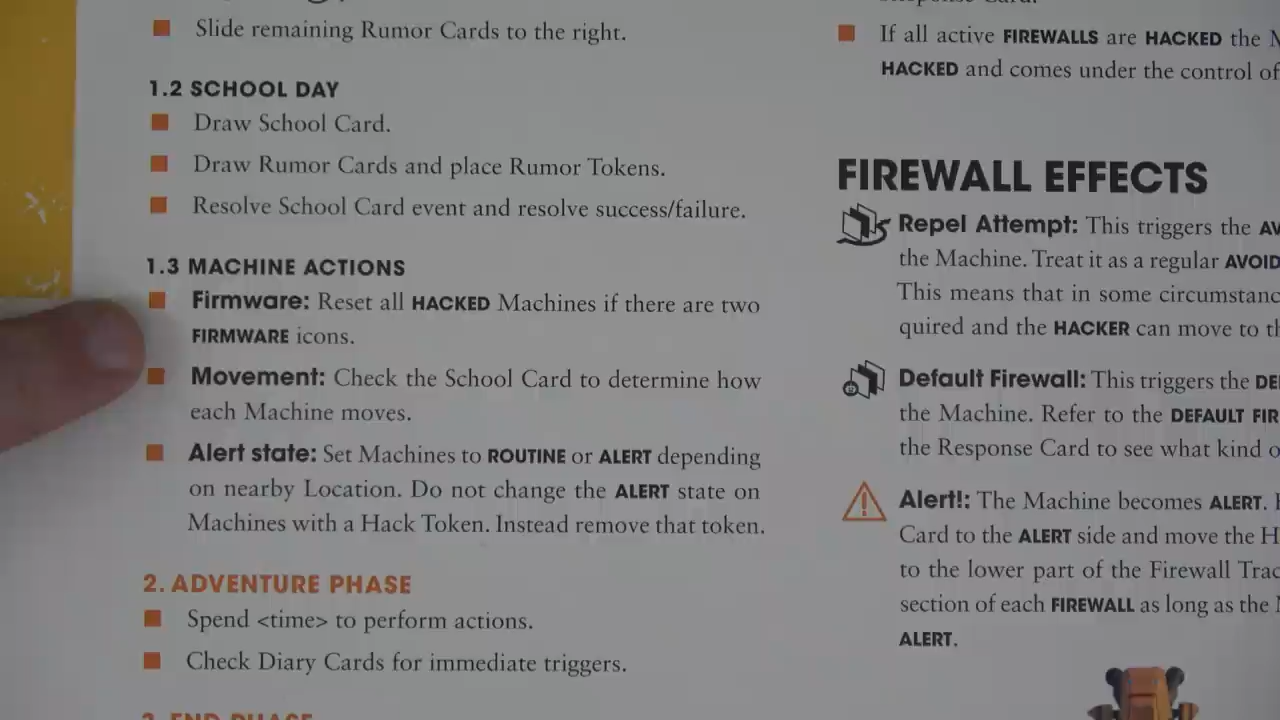 Slide remaining Rumor Cards to the right.
1.2 SCHOOL DAY
Draw School Card.
Draw Rumor Cards and place Rumor Tokens.
Resolve School Card event and resolve success/failure.
1.3 MACHINE ACTIONS
Firmware: Reset all HACKED Machines if there are two
FIRMWARE icons.
Movement: Check the School Card to determine how
each Machine moves.
Alert state: Set Machines to ROUTINE or ALERT depending
on nearby Location. Do not change the ALERT state on
Machines with a Hack Token. Instead remove that token.
2. ADVENTURE PHASE
Spend <time> to perform actions.
Check Diary Cards for immediate triggers.
3. END PHASE
If all active FIREWALLS are HACKED the
HACKED and comes under the control of
FIREWALL EFFECTS
Repel Attempt: This triggers the
the Machine. Treat it as a regular AVOID
This means that in some
quired and the HACKER can move to
Default Firewall: This triggers the
the Machine. Refer to the DEFAULT
the Response Card to see what kind
Alert!: The Machine becomes ALERT.
Card to the ALERT side and move the
to the lower part of the Firewall
section of each FIREWALL as long as the
ALERT.